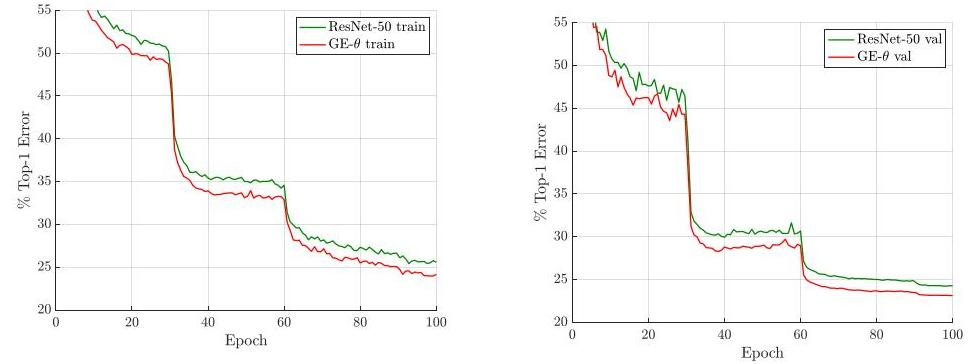 55
50
45
40
35
30
25
20
% Top-1 Error
0 20 40 60 80 100
Epoch
ResNet-50 train
GE-θ train
55
50
45
40
35
30
25
20
% Top-1 Error
0 20 40 60 80 100
Epoch
ResNet-50 val
GE-θ val